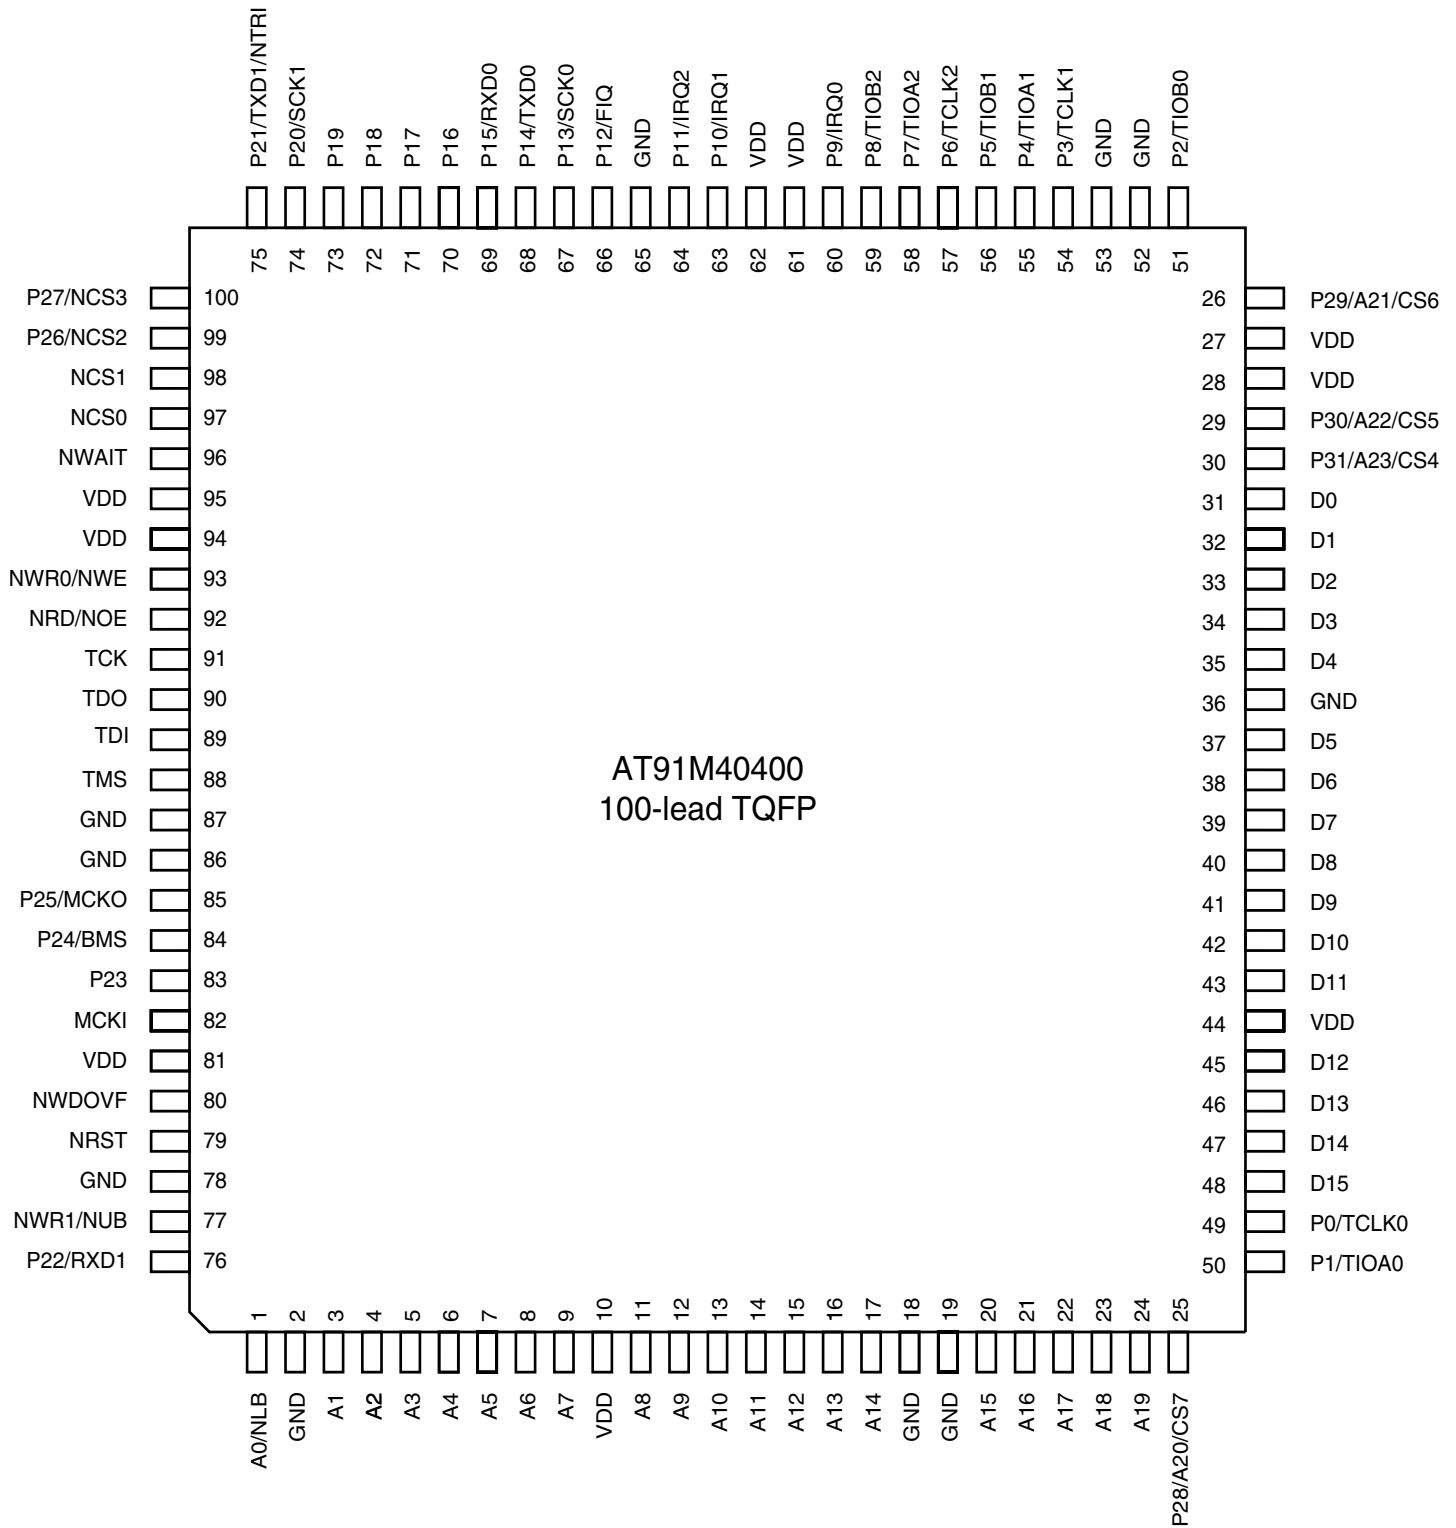 P21/TXD1/NTRI
P20/SCK1
P19
P18
P17
P16
P15/RXD0
P14/TXD0
P13/SCK0
P12/FIQ
GND
P11/IRQ2
P10/IRQ1
VDD
VDD
P9/IRQ0
P8/TIOB2
P7/TIOA2
P6/TCLK2
P5/TIOB1
P4/TIOA1
P3/TCLK1
GND
GND
P2/TIOB0
75
74
73
72
71
70
69
68
67
66
65
64
63
62
61
60
59
58
57
56
55
54
53
52
51
P27/NCS3 100
P26/NCS2 99
NCS1 98
NCS0 97
NWAIT 96
VDD 95
VDD 94
NWR0/NWE 93
NRD/NOE 92
TCK 91
TDO 90
TDI 89
TMS 88
GND 87
GND 86
P25/MCKO 85
P24/BMS 84
P23 83
MCKI 82
VDD 81
NWDOVF 80
NRST 79
GND 78
NWR1/NUB 77
P22/RXD1 76
AT91M40400
100-lead TQFP
26 P29/A21/CS6
27 VDD
28 VDD
29 P30/A22/CS5
30 P31/A23/CS4
31 D0
32 D1
33 D2
34 D3
35 D4
36 GND
37 D5
38 D6
39 D7
40 D8
41 D9
42 D10
43 D11
44 VDD
45 D12
46 D13
47 D14
48 D15
49 P0/TCLK0
50 P1/TIOA0
1
2
3
4
5
6
7
8
9
10
11
12
13
14
15
16
17
18
19
20
21
22
23
24
25
A0/NLB
GND
A1
A2
A3
A4
A5
A6
A7
VDD
A8
A9
A10
A11
A12
A13
A14
GND
GND
A15
A16
A17
A18
A19
P28/A20/CS7